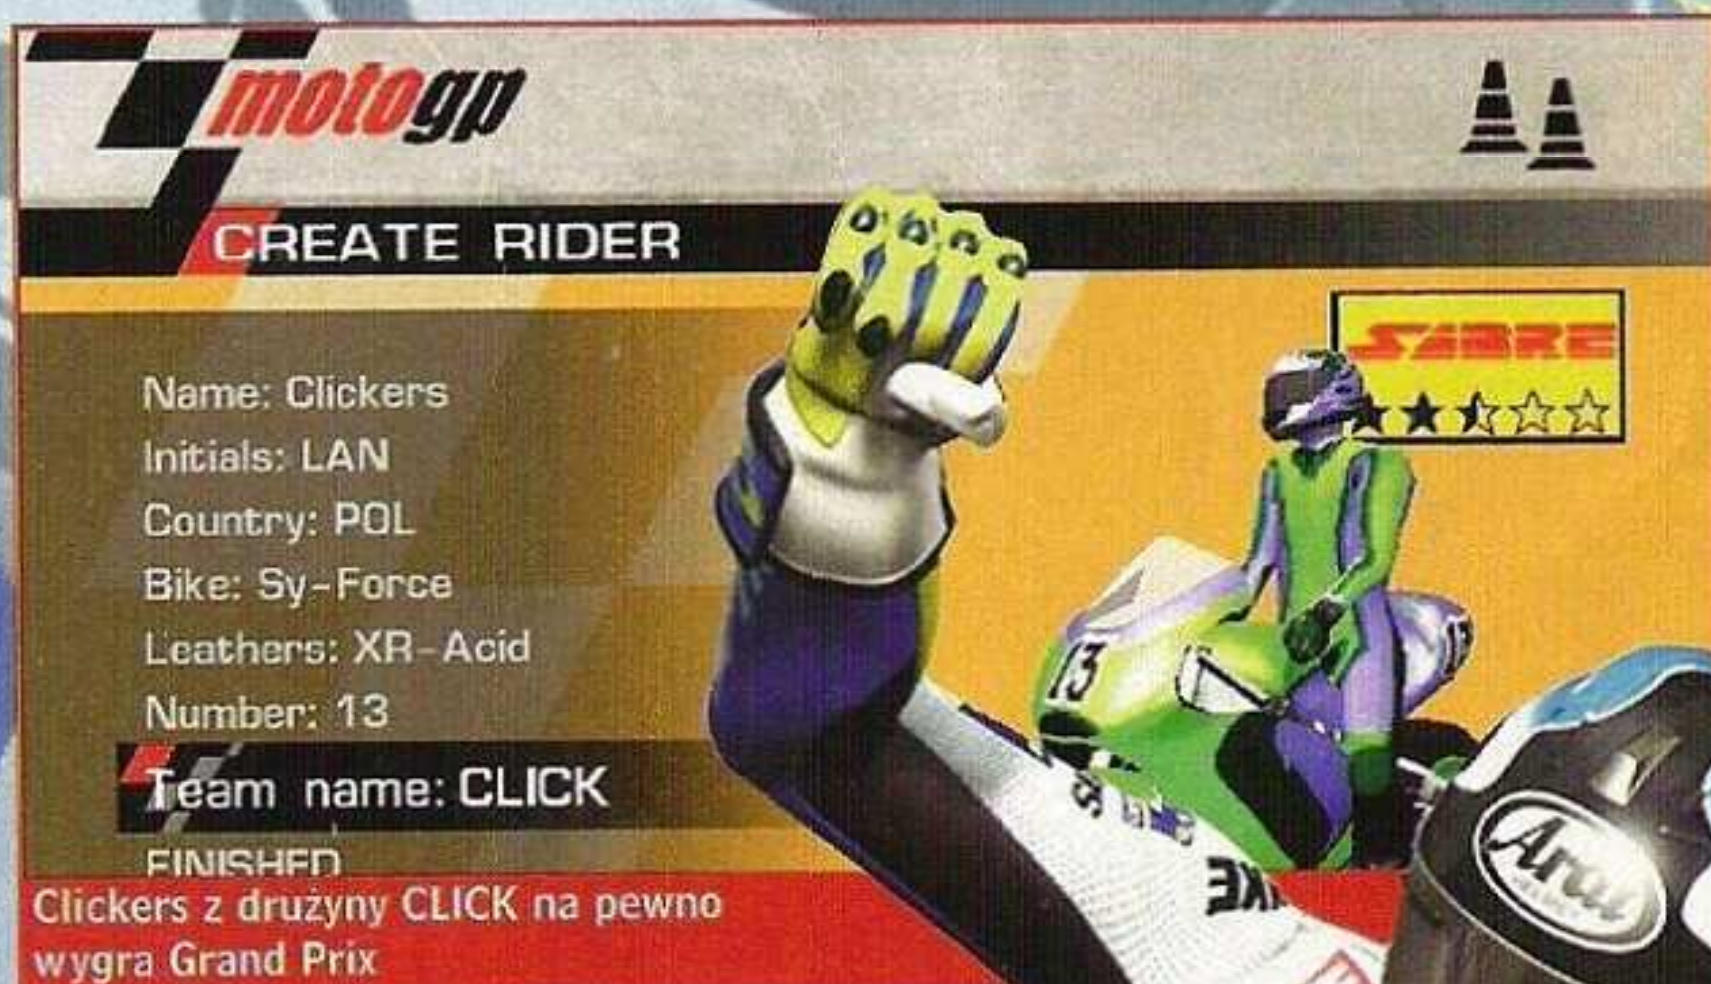 motogp
CREATE RIDER
SABRE
Name: Clickers
Initials: LAN
Country: POL
Bike: Sy-Force
Leathers: XR-Acid
Number: 13
13
Team name: CLICK
FINISHED
Arai
Clickers z drużyny CLICK na pewno
wygra Grand Prix